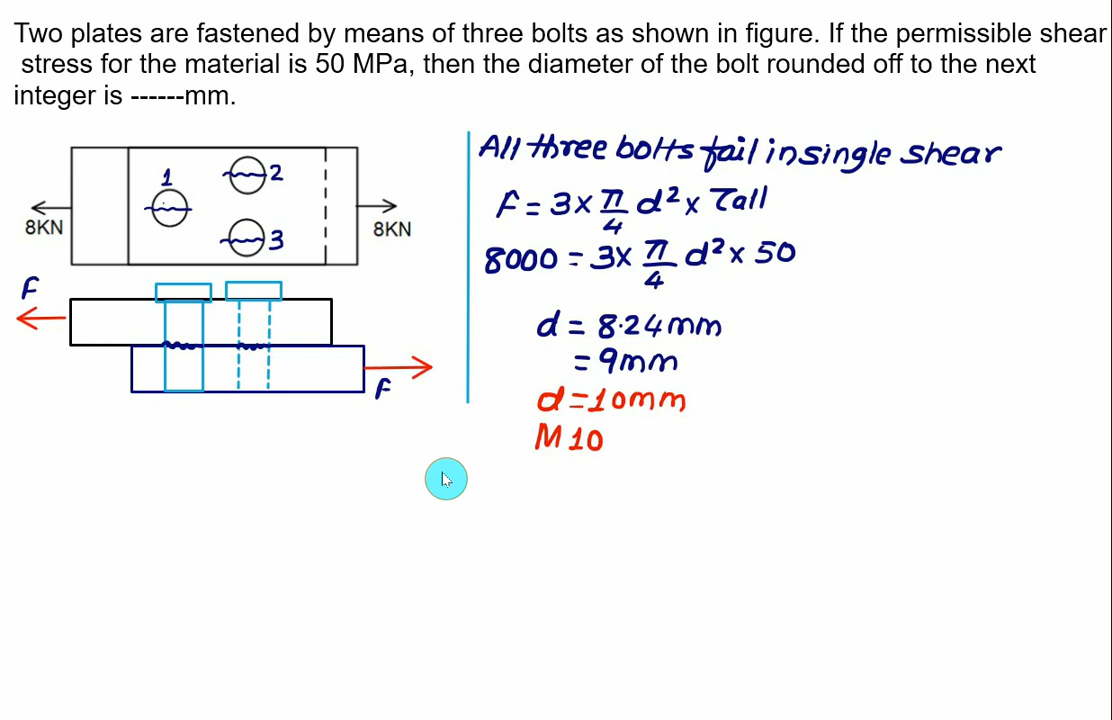 Two plates are fastened by means of three bolts as shown in figure. If the permissible shear
stress for the material is 50 MPa, then the diameter of the bolt rounded off to the next
integer is ------mm.
1
2
3
8KN
8KN
F
F
All three bolts fail in single shear
F = 3 × π/4 d² × τall
8000 = 3× π/4 d² × 50
d = 8.24 mm
= 9mm
d = 10mm
M 10